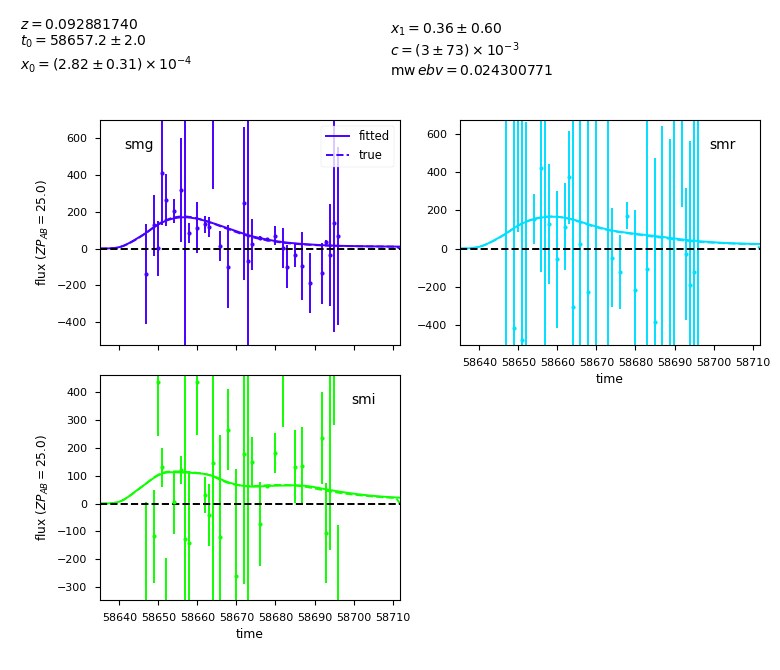 z = 0.092881740
t₀ = 58657.2 ± 2.0
x₀ = (2.82 ± 0.31) × 10⁻⁴
x₁ = 0.36 ± 0.60
c = (3 ± 73) × 10⁻³
mw ebv = 0.024300771
smg
fitted
true
600
400
200
0
−200
−400
flux (ZP_AB = 25.0)
smr
600
400
200
0
−200
−400
58640 58650 58660 58670 58680 58690 58700 58710
time
smi
400
300
200
100
0
−100
−200
−300
flux (ZP_AB = 25.0)
58640 58650 58660 58670 58680 58690 58700 58710
time